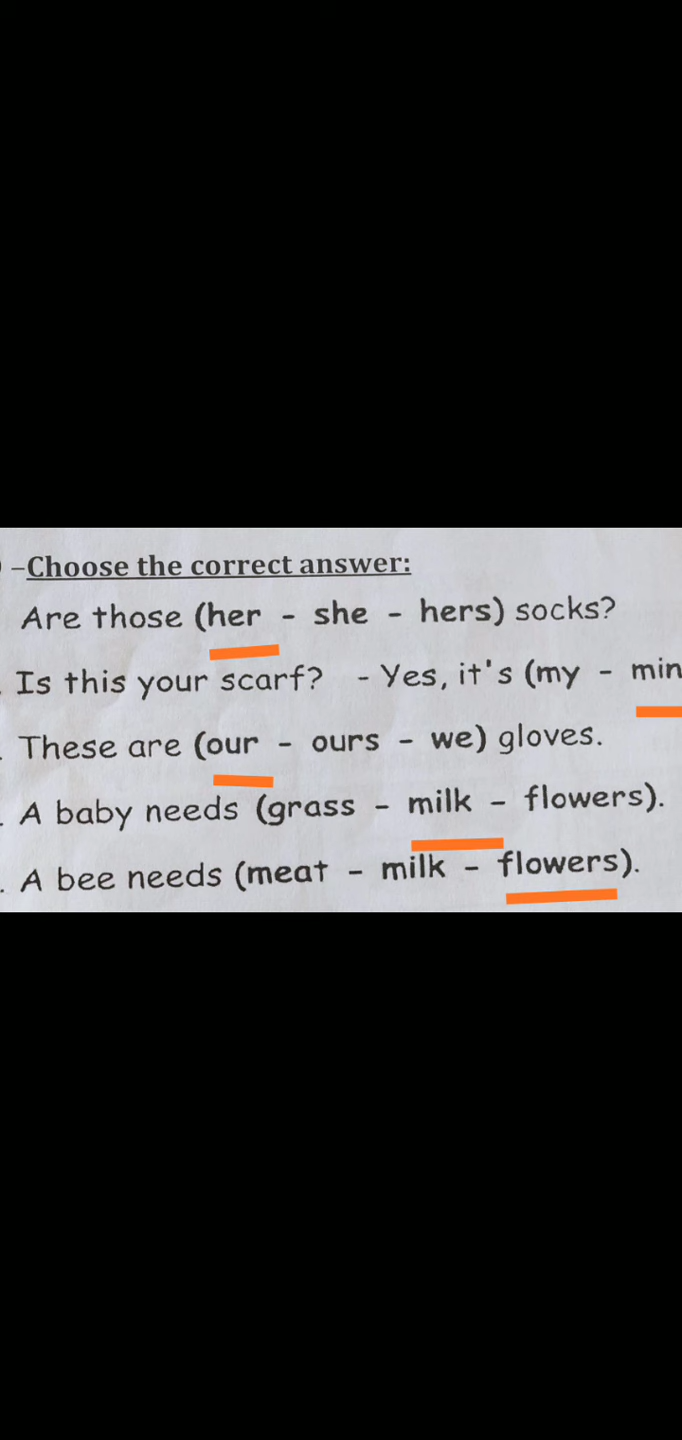 –Choose the correct answer:
Are those (her - she - hers) socks?
Is this your scarf? - Yes, it's (my - min
These are (our - ours - we) gloves.
A baby needs (grass - milk - flowers).
. A bee needs (meat - milk - flowers).